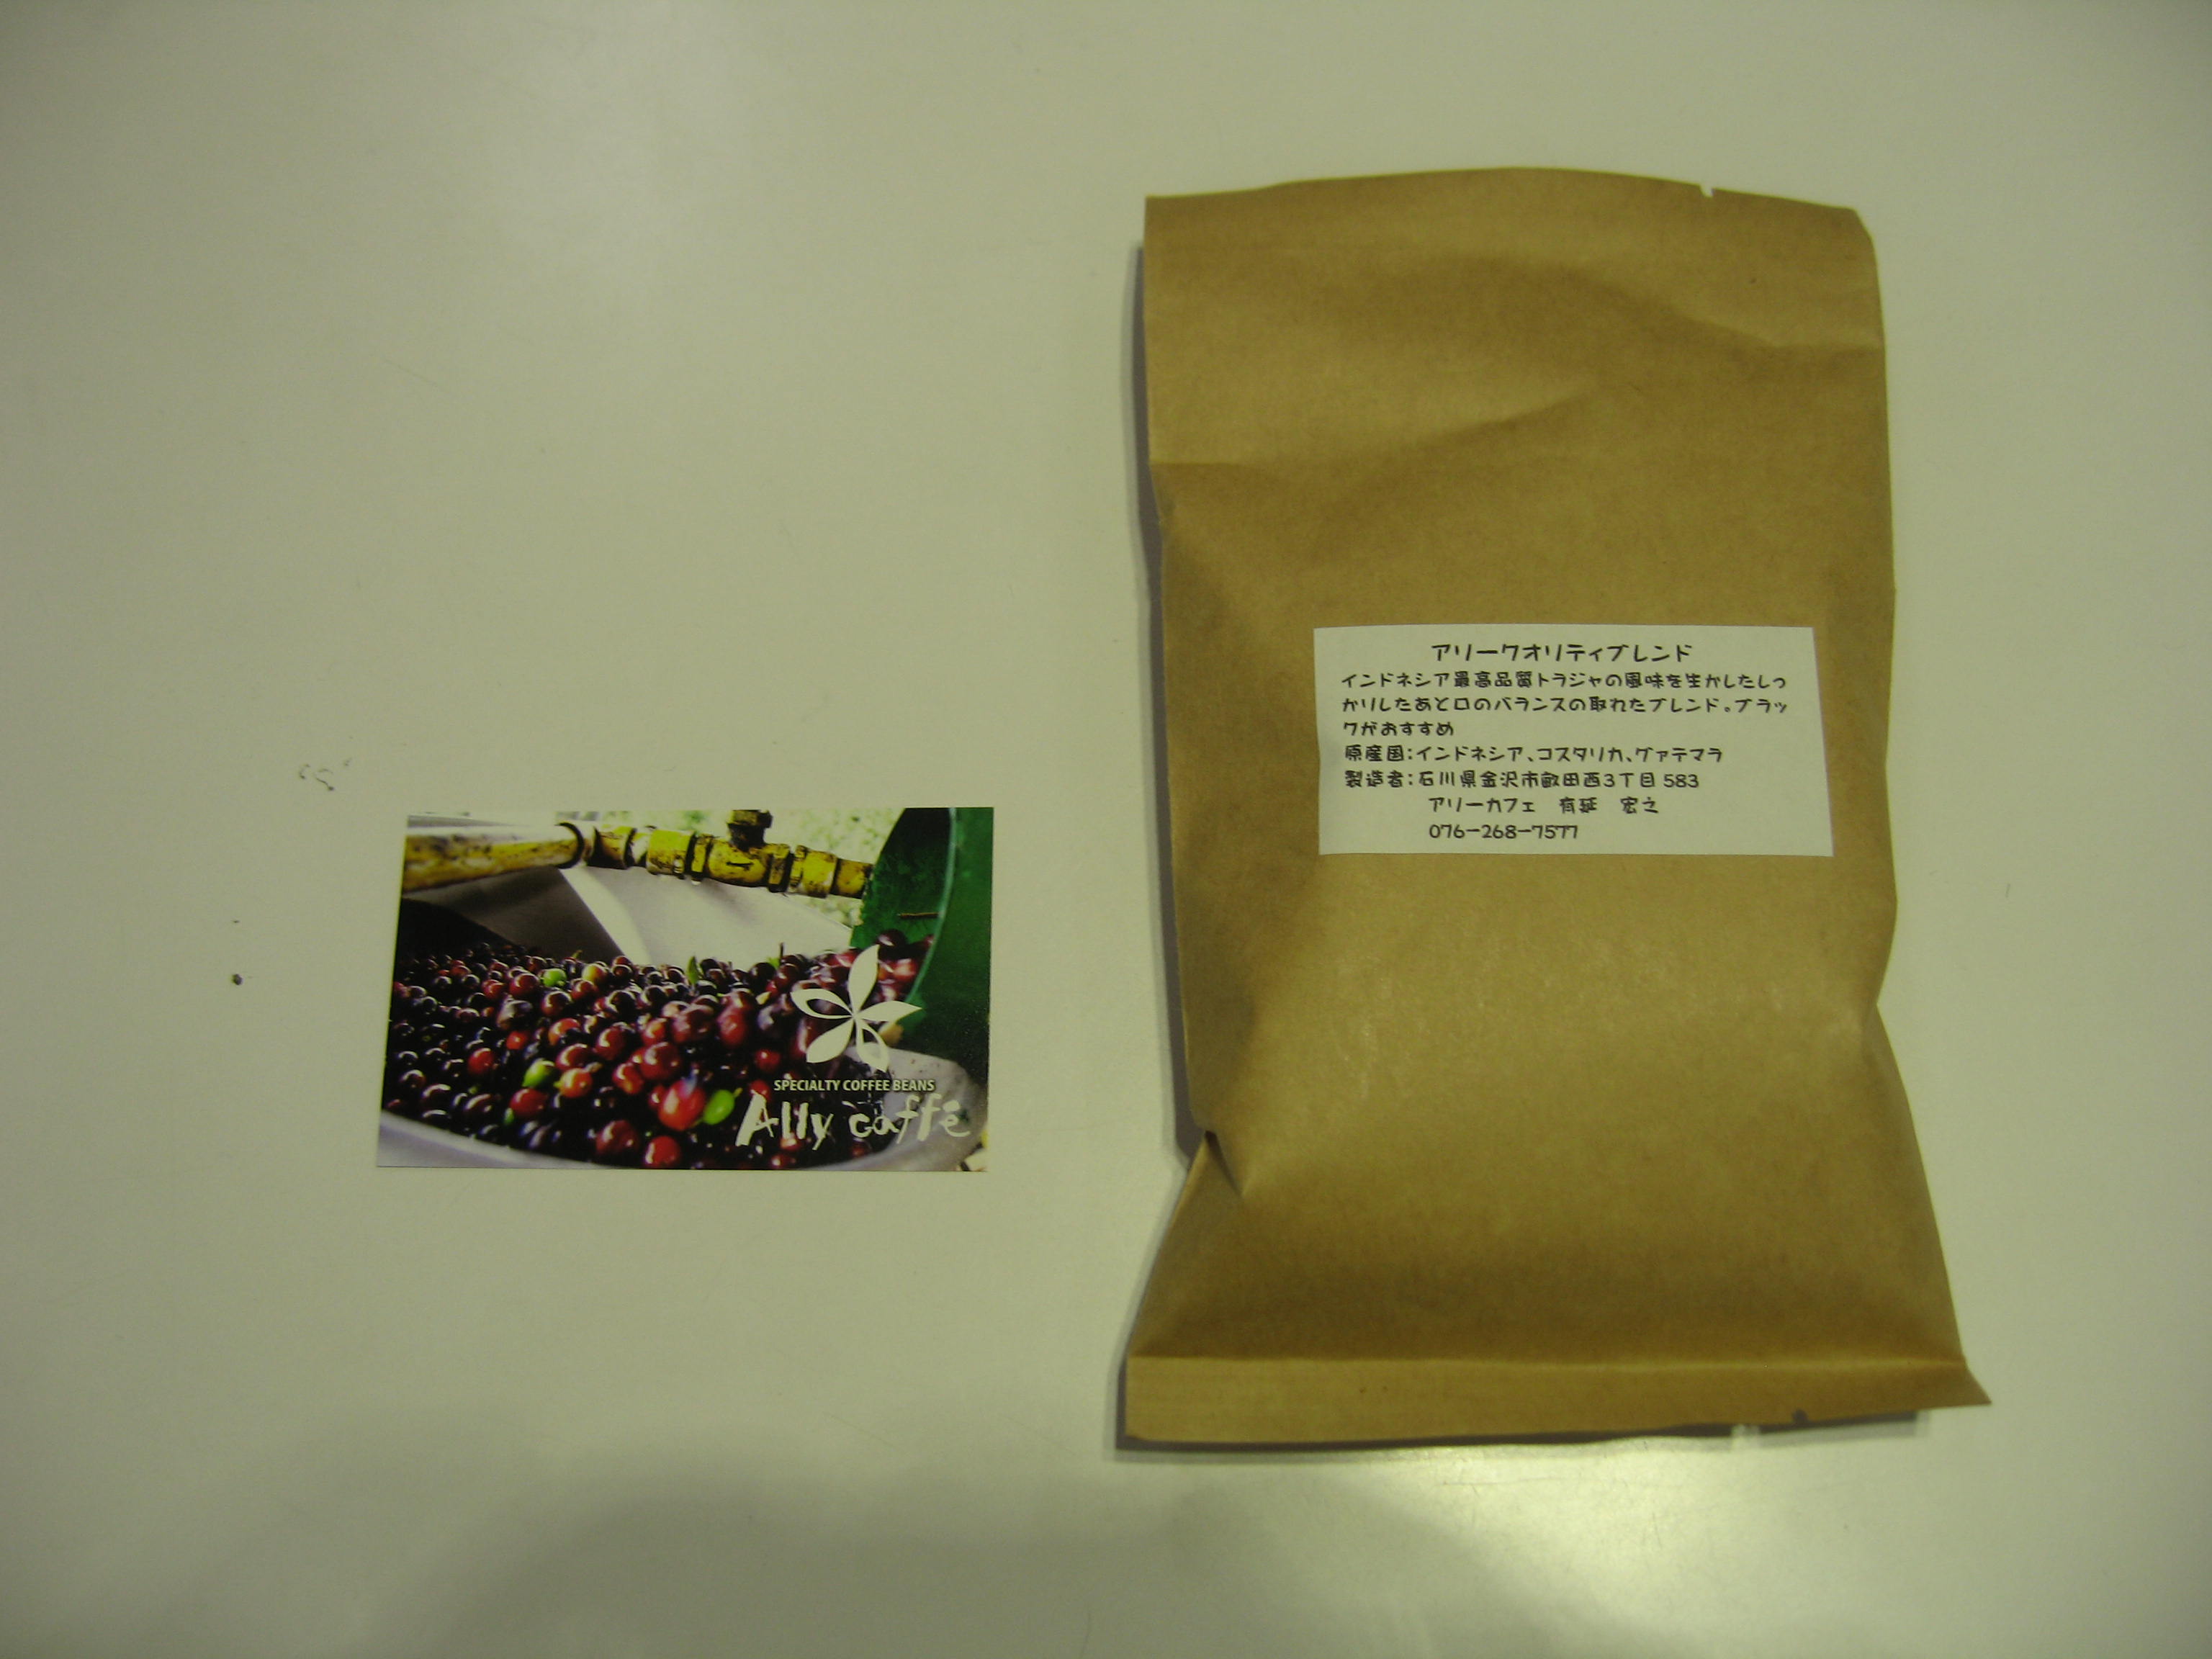 SPECIALTY COFFEE BEANS
Ally caffè
アリークオリティブレンド
インドネシア最高品質トラジャの風味を生かしたしっ
かりしたあと口のバランスの取れたブレンド。ブラッ
クがおすすめ
原産国：インドネシア、コスタリカ、グァテマラ
製造者：石川県金沢市畝田西3丁目583
アリーカフェ　有延　宏之
076-268-7577